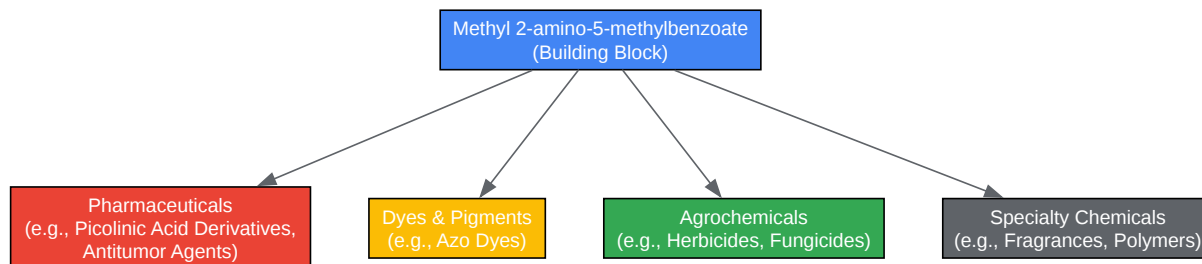 Methyl 2-amino-5-methylbenzoate
(Building Block)
Pharmaceuticals
(e.g., Picolinic Acid Derivatives,
Antitumor Agents)
Dyes & Pigments
(e.g., Azo Dyes)
Agrochemicals
(e.g., Herbicides, Fungicides)
Specialty Chemicals
(e.g., Fragrances, Polymers)